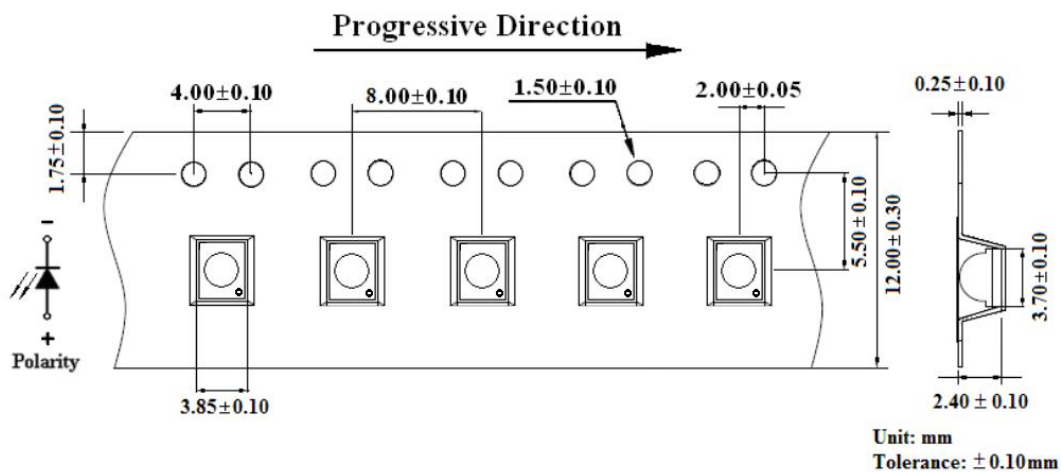 Progressive Direction
4.00±0.10
8.00±0.10
1.50±0.10
2.00±0.05
0.25±0.10
1.75±0.10
5.50±0.10
12.00±0.30
3.70±0.10
-
+
Polarity
3.85±0.10
2.40 ± 0.10
Unit: mm
Tolerance: ±0.10mm